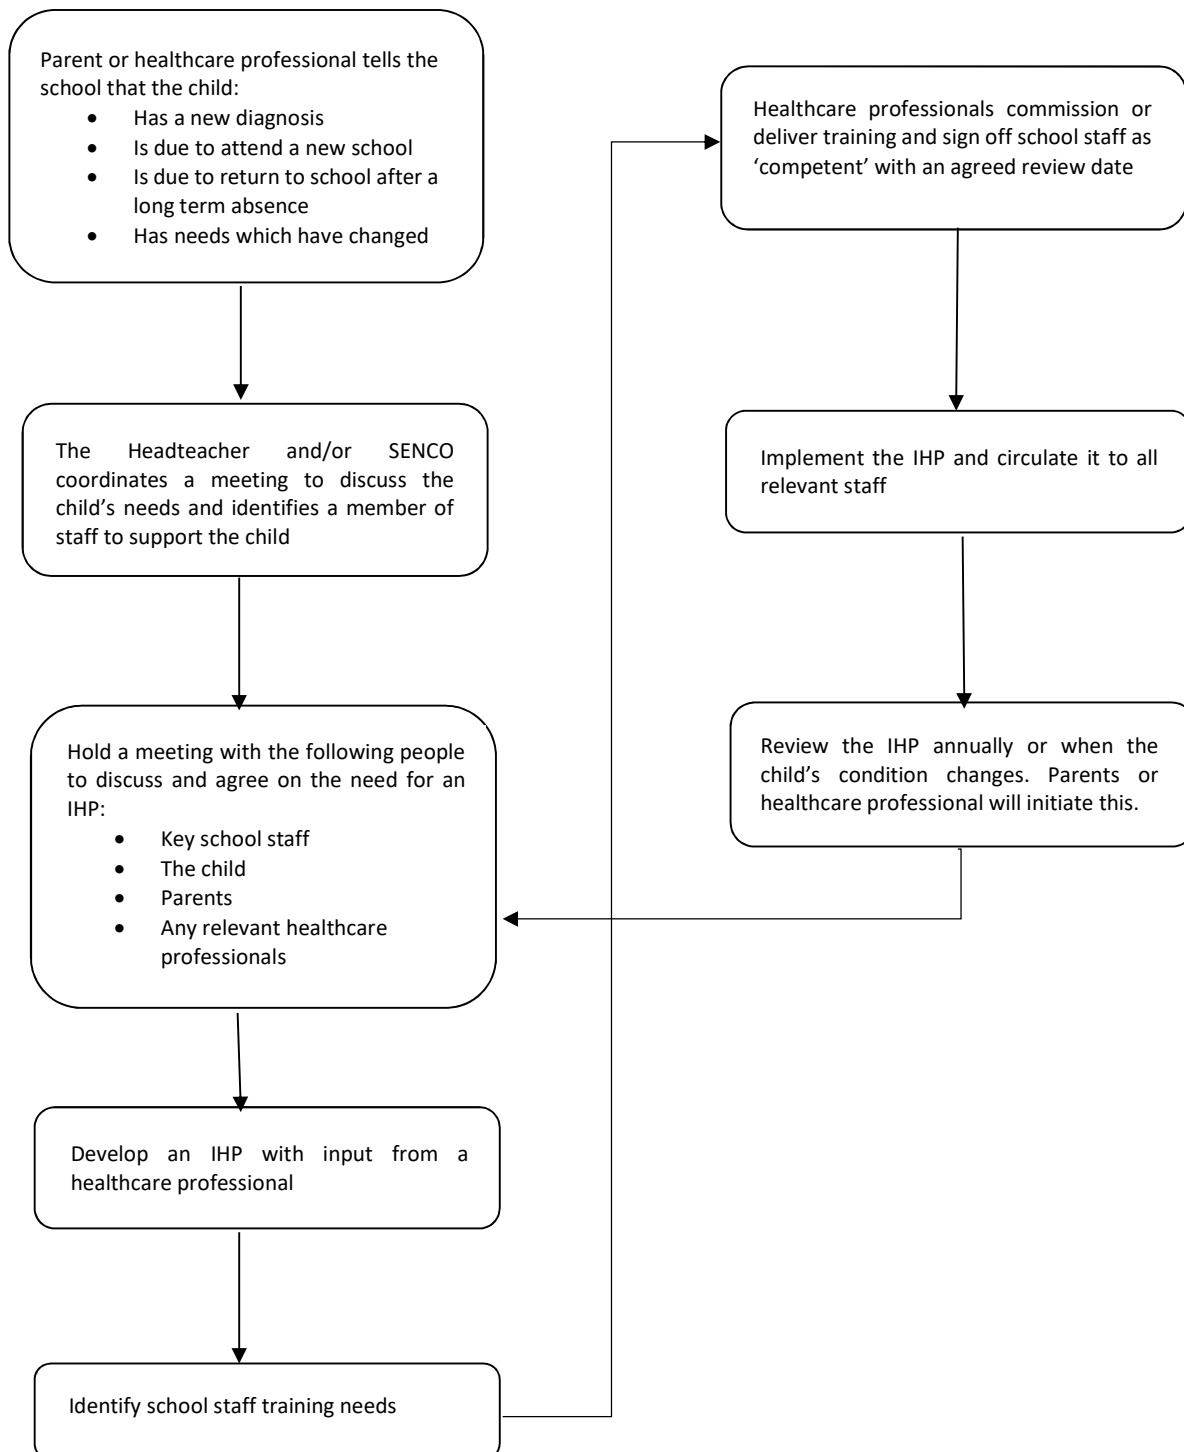 Parent or healthcare professional tells the
school that the child:
• Has a new diagnosis
• Is due to attend a new school
• Is due to return to school after a
long term absence
• Has needs which have changed
The Headteacher and/or SENCO
coordinates a meeting to discuss the
child’s needs and identifies a member of
staff to support the child
Hold a meeting with the following people
to discuss and agree on the need for an
IHP:
• Key school staff
• The child
• Parents
• Any relevant healthcare
professionals
Develop an IHP with input from a
healthcare professional
Identify school staff training needs
Healthcare professionals commission or
deliver training and sign off school staff as
‘competent’ with an agreed review date
Implement the IHP and circulate it to all
relevant staff
Review the IHP annually or when the
child’s condition changes. Parents or
healthcare professional will initiate this.